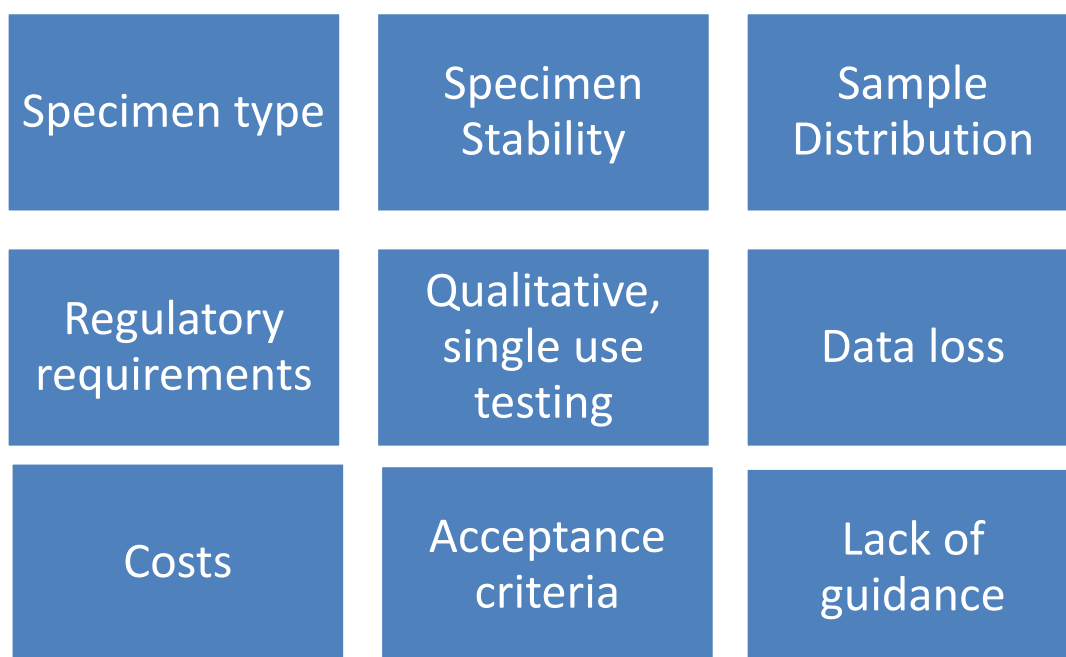 Specimen type
Specimen
Stability
Sample
Distribution
Regulatory
requirements
Qualitative,
single use
testing
Data loss
Costs
Acceptance
criteria
Lack of
guidance